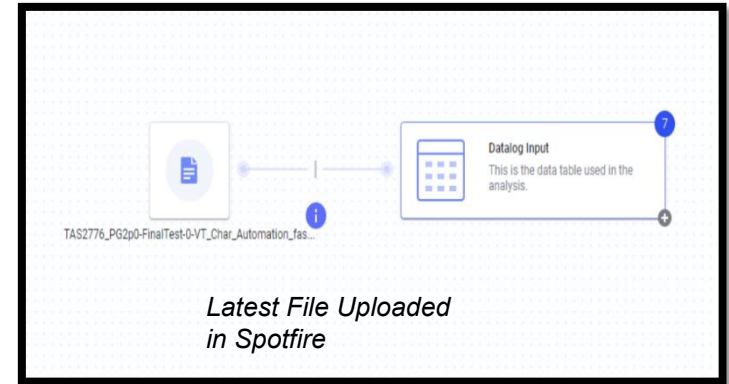 7
Datalog Input
This is the data table used in the
analysis.
i
TAS2776_PG2p0-FinalTest-0-VT_Char_Automation_fas...
Latest File Uploaded
in Spotfire